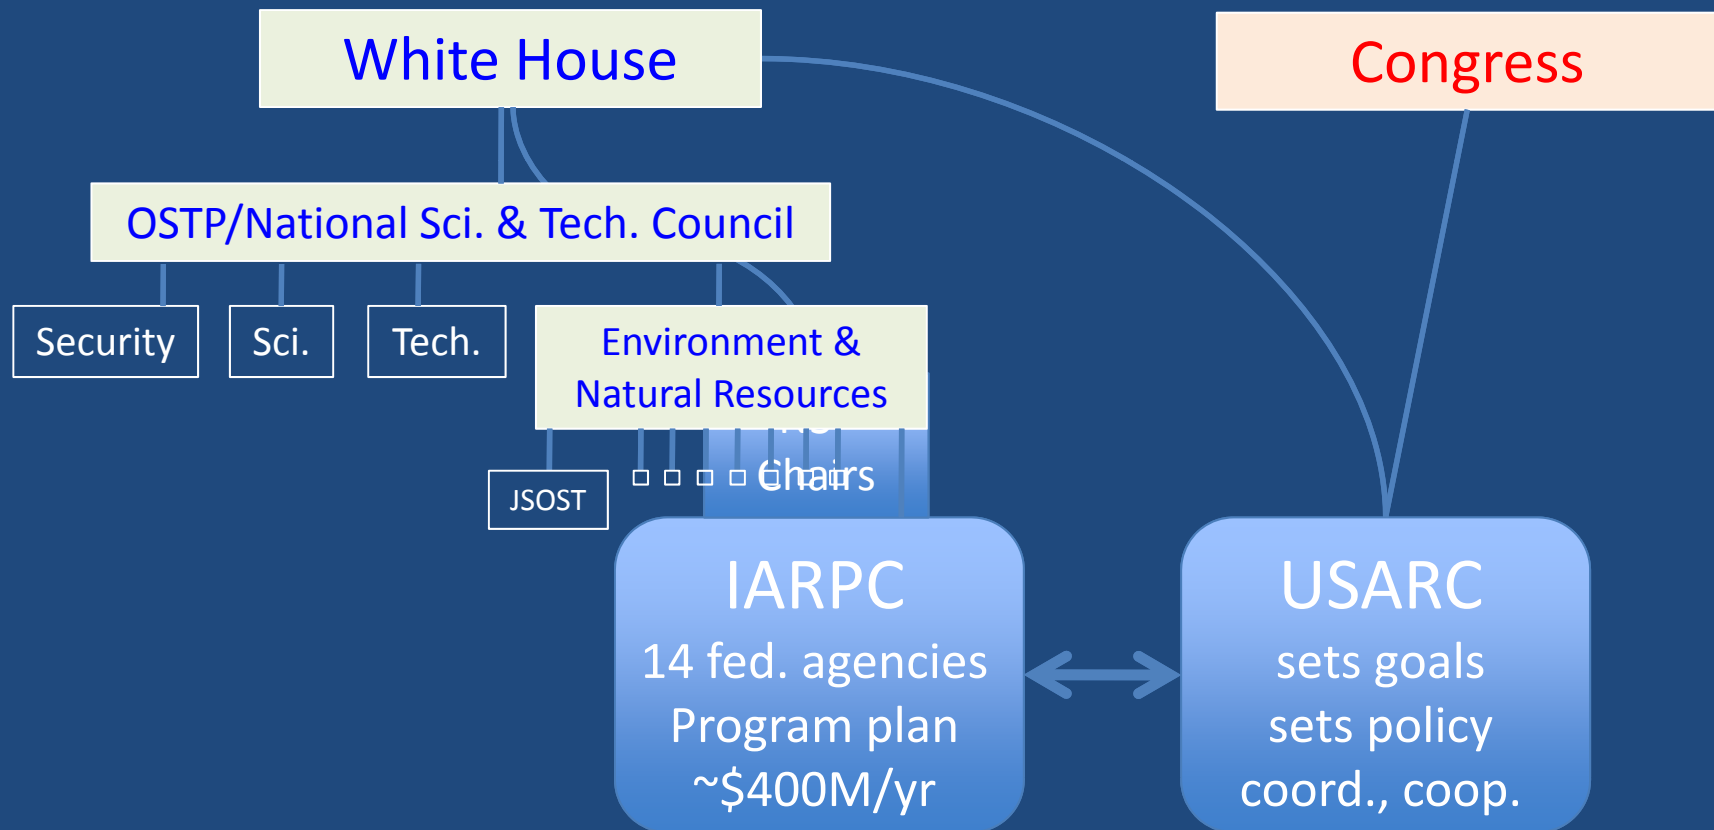 White House
Congress
OSTP/National Sci. & Tech. Council
Security
Sci.
Tech.
Environment &
Natural Resources
Chairs
JSOST
IARPC
14 fed. agencies
Program plan
~$400M/yr
USARC
sets goals
sets policy
coord., coop.